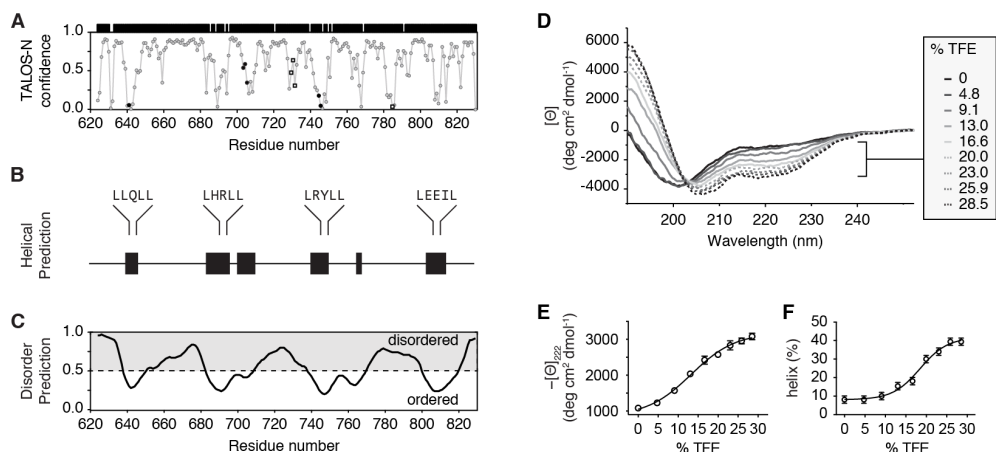 A
TALOS-N
confidence
1.0
0.5
0.0
620 640 660 680 700 720 740 760 780 800 820
Residue number
B
Helical
Prediction
LLQLL LHRLL LRYLL LEEIL
C
Disorder
Prediction
1.0
0.5
0.0
disordered
ordered
620 640 660 680 700 720 740 760 780 800 820
Residue number
D
[Θ]
(deg cm² dmol⁻¹)
6000
4000
2000
0
-2000
-4000
200 210 220 230 240
Wavelength (nm)
% TFE
0
4.8
9.1
13.0
16.6
20.0
23.0
25.9
28.5
E
−[Θ]222
(deg cm² dmol⁻¹)
3000
2000
1000
0 5 10 15 20 25 30
% TFE
F
helix (%)
50
40
30
20
10
0
0 5 10 15 20 25 30
% TFE